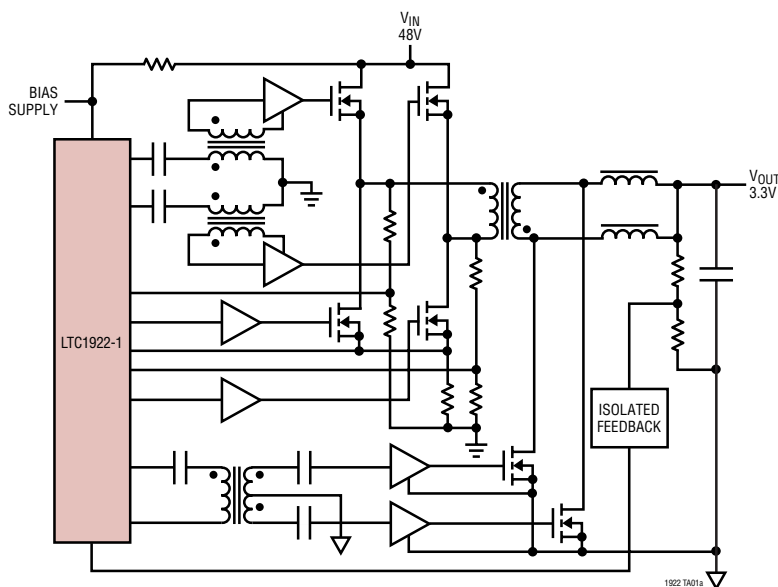 VIN
48V
BIAS
SUPPLY
VOUT
3.3V
LTC1922-1
ISOLATED
FEEDBACK
1922 TA01a